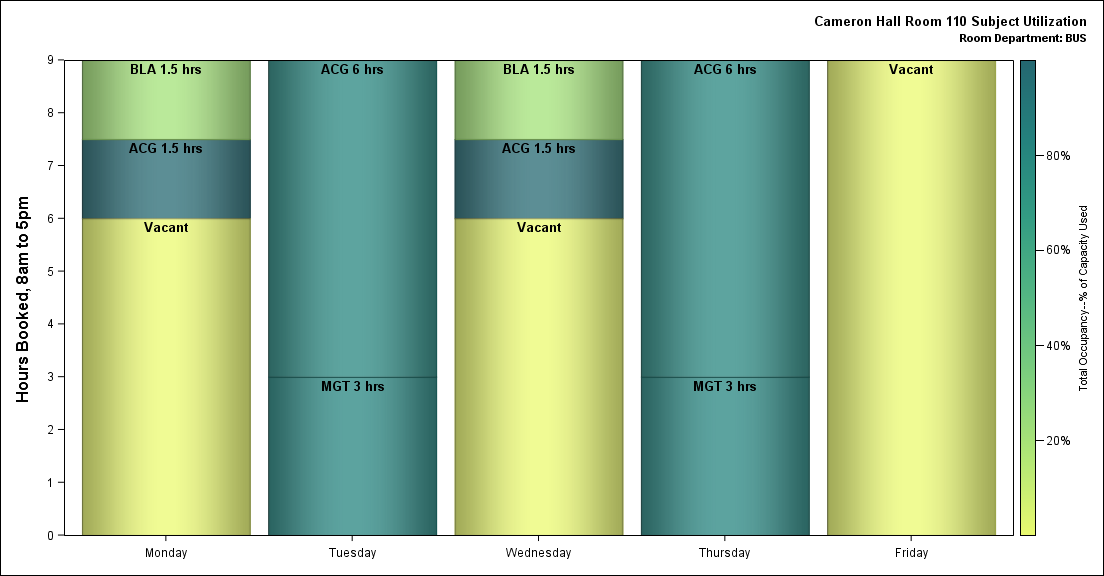 Cameron Hall Room 110 Subject Utilization
Room Department: BUS
Hours Booked, 8am to 5pm
9
8
7
6
5
4
3
2
1
0
BLA 1.5 hrs
ACG 1.5 hrs
Vacant
ACG 6 hrs
MGT 3 hrs
BLA 1.5 hrs
ACG 1.5 hrs
Vacant
ACG 6 hrs
MGT 3 hrs
Vacant
Monday
Tuesday
Wednesday
Thursday
Friday
80%
60%
40%
20%
Total Occupancy--% of Capacity Used